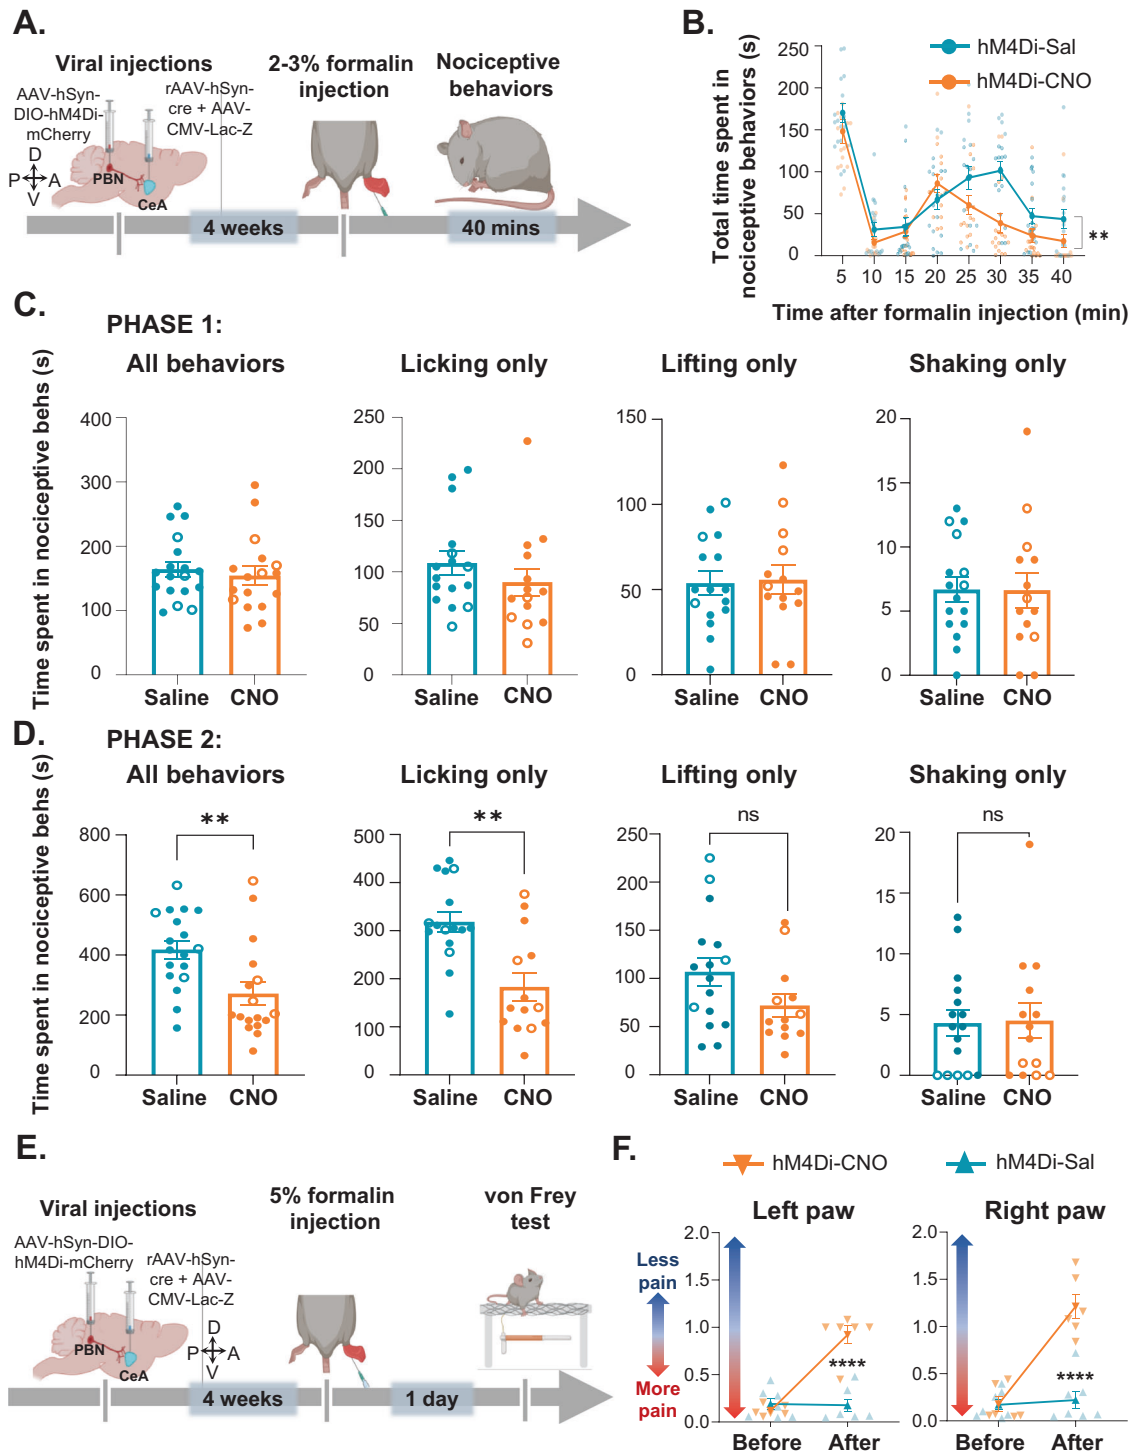 A.
Viral injections
AAV-hSyn-
DIO-hM4Di-
mCherry
rAAV-hSyn-
cre + AAV-
CMV-Lac-Z
D
P
A
V
PBN
CeA
2-3% formalin
injection
Nociceptive
behaviors
4 weeks
40 mins
B.
hM4Di-Sal
hM4Di-CNO
Total time spent in
nociceptive behaviors (s)
250
200
150
100
50
0
**
5 10 15 20 25 30 35 40
Time after formalin injection (min)
C.
PHASE 1:
Time spent in nociceptive behs (s)
All behaviors
400
300
200
100
0
Saline CNO
Licking only
250
200
150
100
50
0
Saline CNO
Lifting only
150
100
50
0
Saline CNO
Shaking only
20
15
10
5
0
Saline CNO
D.
PHASE 2:
Time spent in nociceptive behs (s)
All behaviors
**
800
600
400
200
0
Saline CNO
Licking only
**
500
400
300
200
100
0
Saline CNO
Lifting only
ns
250
200
150
100
50
0
Saline CNO
Shaking only
ns
20
15
10
5
0
Saline CNO
E.
Viral injections
AAV-hSyn-DIO-
hM4Di-mCherry
rAAV-hSyn-
cre + AAV-
CMV-Lac-Z
D
P
A
V
PBN
CeA
5% formalin
injection
von Frey
test
4 weeks
1 day
F.
hM4Di-CNO
hM4Di-Sal
Less
pain
More
pain
Left paw
2.0
1.5
1.0
0.5
0.0
****
Before After
Right paw
2.0
1.5
1.0
0.5
0.0
****
Before After